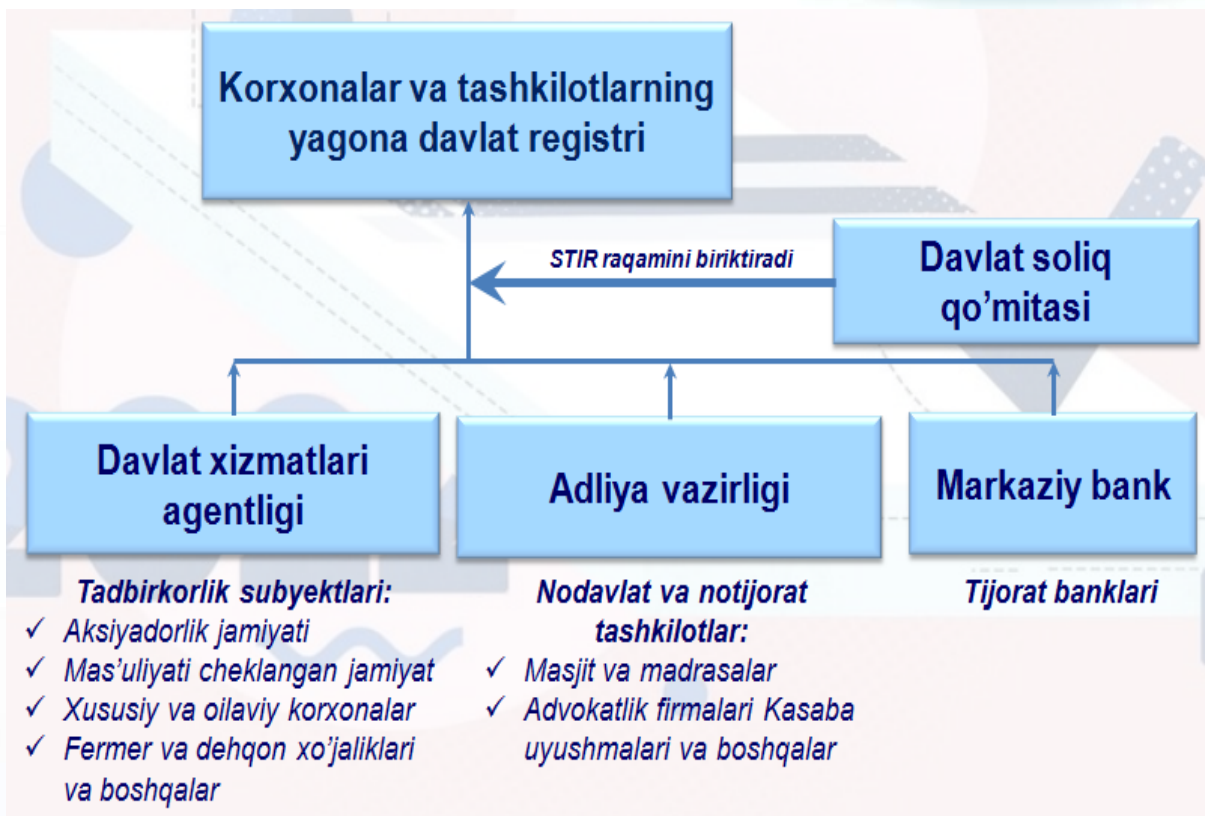 Korxonalar va tashkilotlarning
yagona davlat registri
STIR raqamini biriktiradi
Davlat soliq
qo’mitasi
Davlat xizmatlari
agentligi
Adliya vazirligi
Markaziy bank
Tadbirkorlik subyektlari:
✓ Aksiyadorlik jamiyati
✓ Mas’uliyati cheklangan jamiyat
✓ Xususiy va oilaviy korxonalar
✓ Fermer va dehqon xo’jaliklari
va boshqalar
Nodavlat va notijorat
tashkilotlar:
✓ Masjit va madrasalar
✓ Advokatlik firmalari Kasaba
uyushmalari va boshqalar
Tijorat banklari